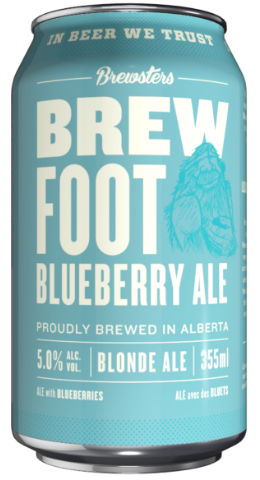 IN BEER WE TRUST
Brewsters
BREW
FOOT
BLUEBERRY ALE
PROUDLY BREWED IN ALBERTA
5.0% ALC. VOL. BLONDE ALE 355ml
ALE with BLUEBERRIES ALE avec des BLUETS